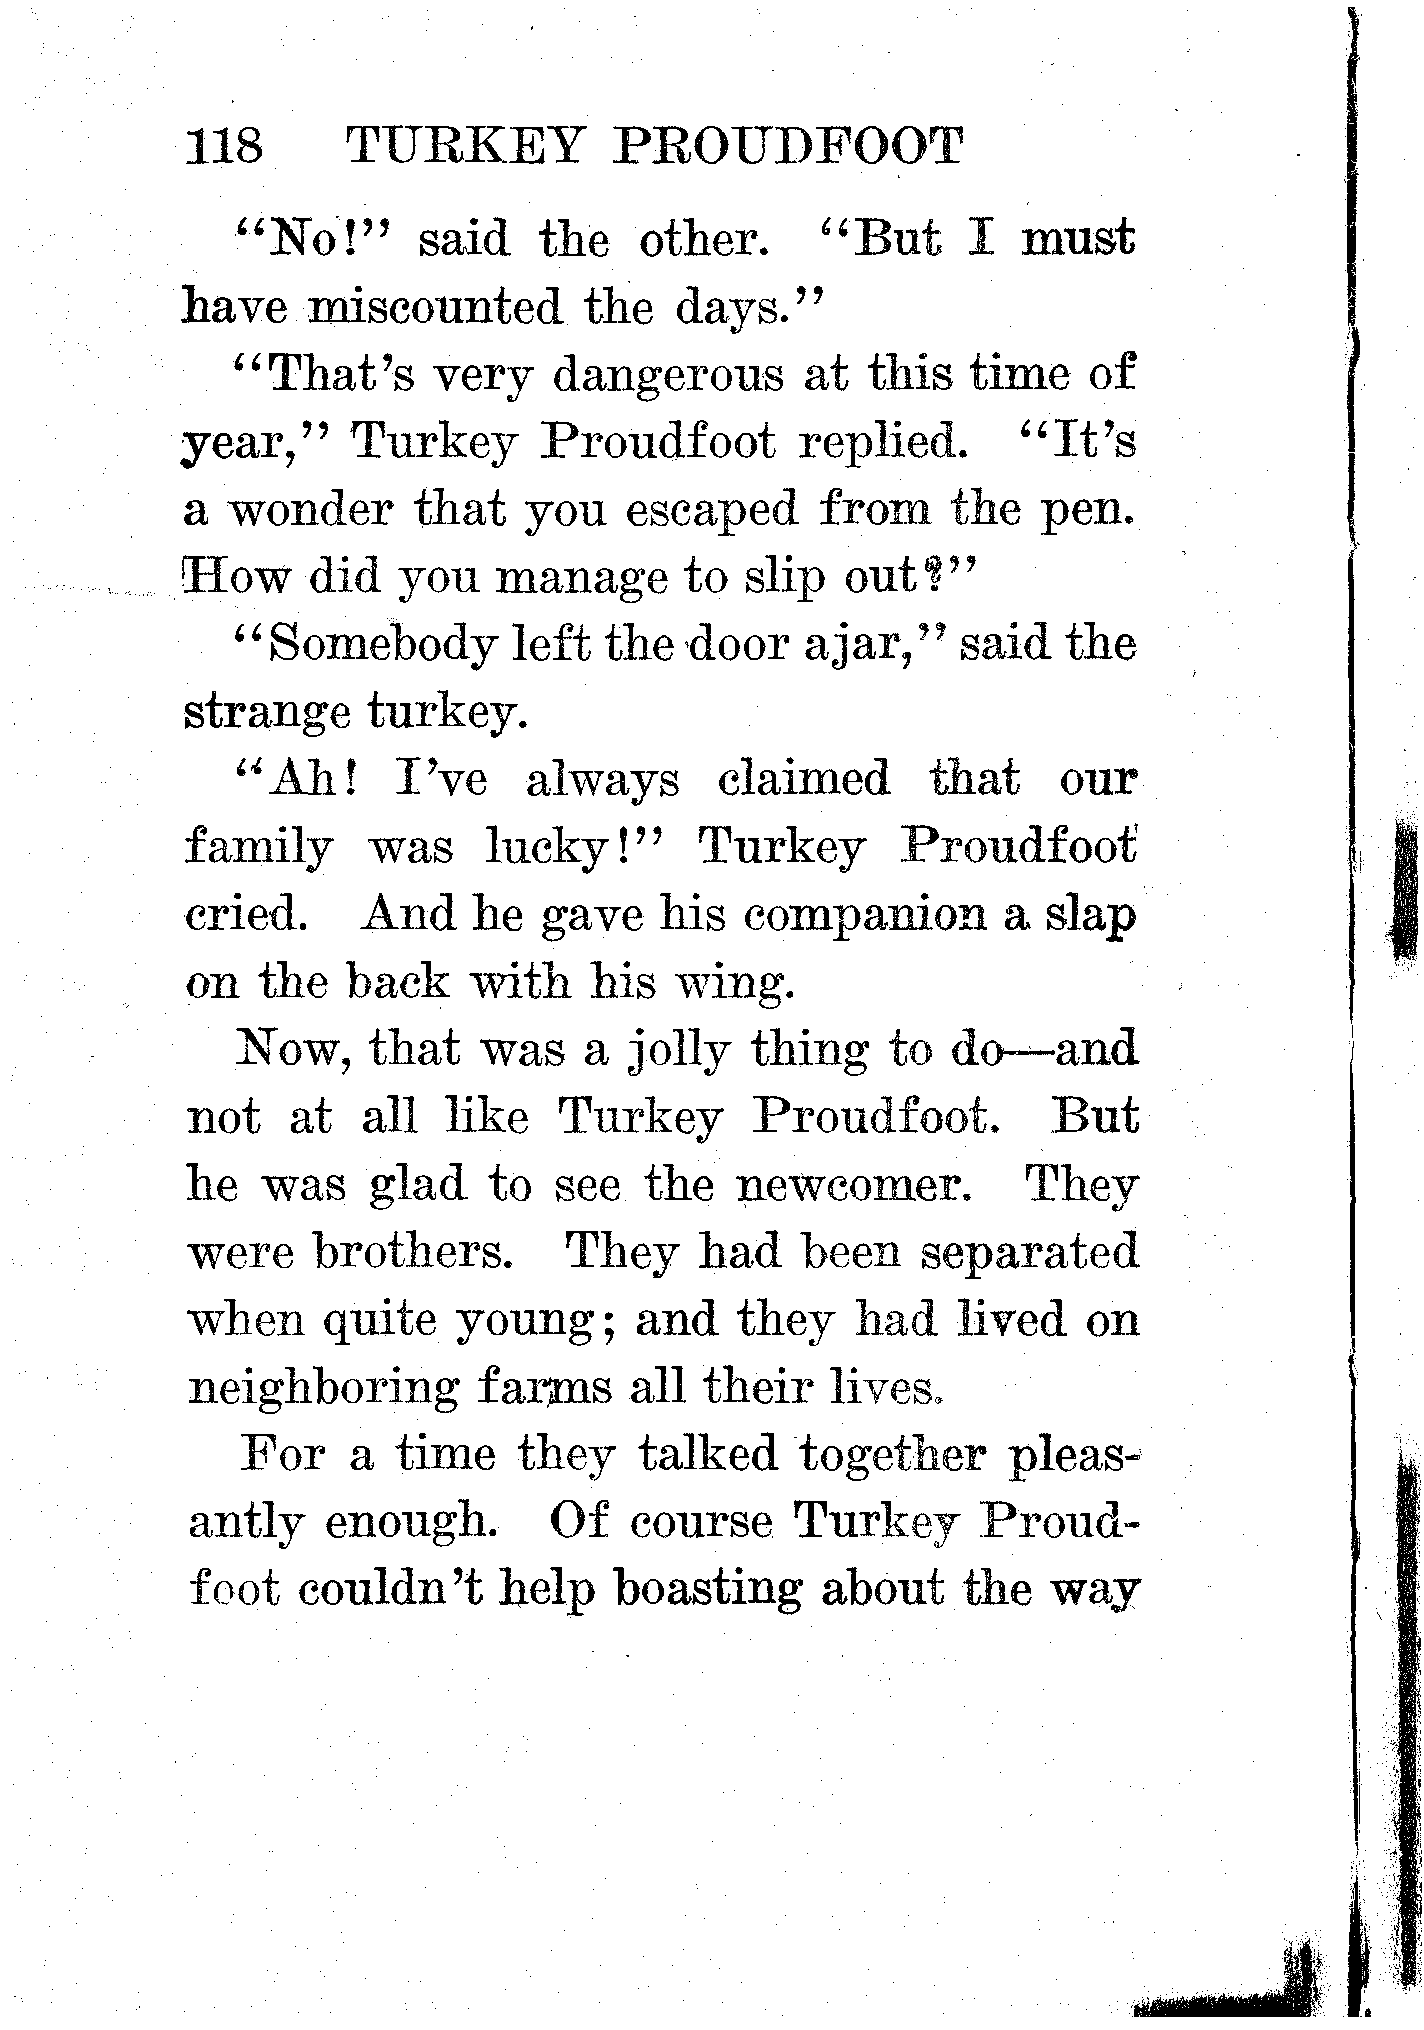 118 TURKEY PROUDFOOT
“No!” said the other. “But I must
have miscounted the days.”
“That’s very dangerous at this time of
year,” Turkey Proudfoot replied. “It’s
a wonder that you escaped from the pen.
How did you manage to slip out?”
“Somebody left the door ajar,” said the
strange turkey.
“Ah! I’ve always claimed that our
family was lucky!” Turkey Proudfoot
cried. And he gave his companion a slap
on the back with his wing.
Now, that was a jolly thing to do—and
not at all like Turkey Proudfoot. But
he was glad to see the newcomer. They
were brothers. They had been separated
when quite young; and they had lived on
neighboring farms all their lives.
For a time they talked together pleas-
antly enough. Of course Turkey Proud-
foot couldn’t help boasting about the way